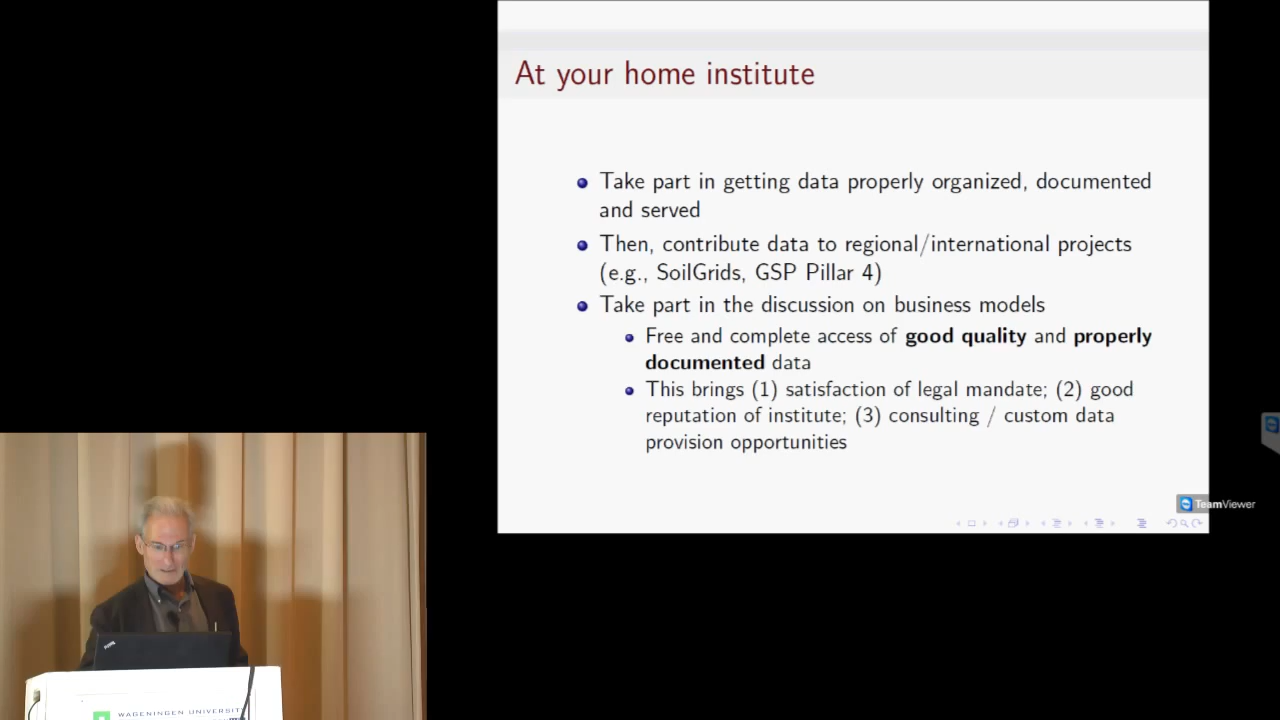 At your home institute
Take part in getting data properly organized, documented
and served
Then, contribute data to regional/international projects
(e.g., SoilGrids, GSP Pillar 4)
Take part in the discussion on business models
Free and complete access of good quality and properly
documented data
This brings (1) satisfaction of legal mandate; (2) good
reputation of institute; (3) consulting / custom data
provision opportunities
TeamViewer
WAGENINGEN UNIVERSIT